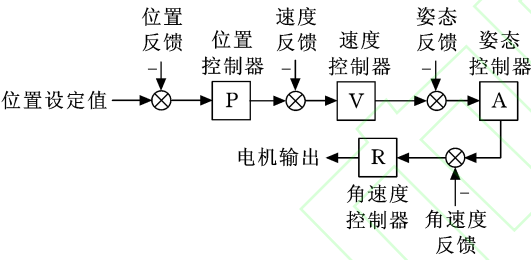 位置
反馈
位置
控制器
速度
反馈
速度
控制器
姿态
反馈
姿态
控制器
位置设定值
P
V
A
−
−
−
电机输出
R
−
角速度
控制器
角速度
反馈